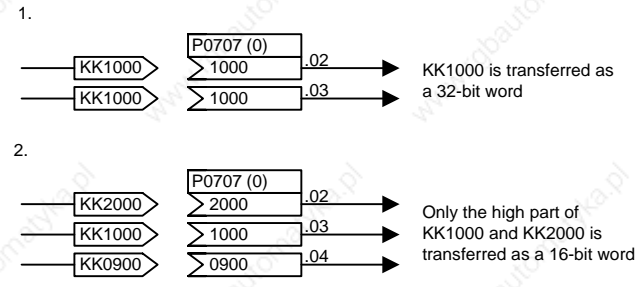 1.
P0707 (0)
KK1000 1000 .02
KK1000 1000 .03
KK1000 is transferred as
a 32-bit word
2.
P0707 (0)
KK2000 2000 .02
KK1000 1000 .03
KK0900 0900 .04
Only the high part of
KK1000 and KK2000 is
transferred as a 16-bit word